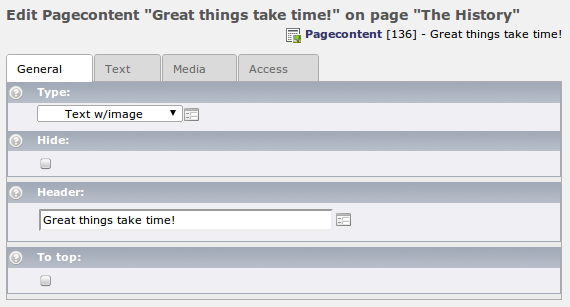 Edit Pagecontent "Great things take time!" on page "The History"
Pagecontent [136] - Great things take time!
General Text Media Access
Type:
Text w/image
Hide:
Header:
Great things take time!
To top: